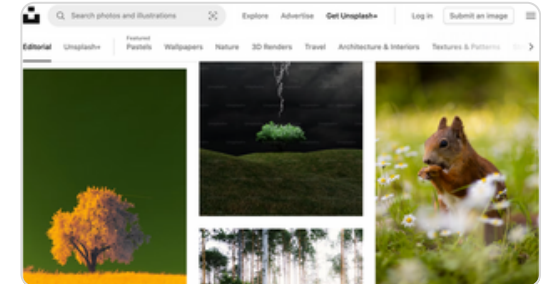 Search photos and illustrations
Explore Advertise Get Unsplash+ Log in Submit an image
Editorial Unsplash+
Featured
Pastels Wallpapers Nature 3D Renders Travel Architecture & Interiors Textures & Patterns